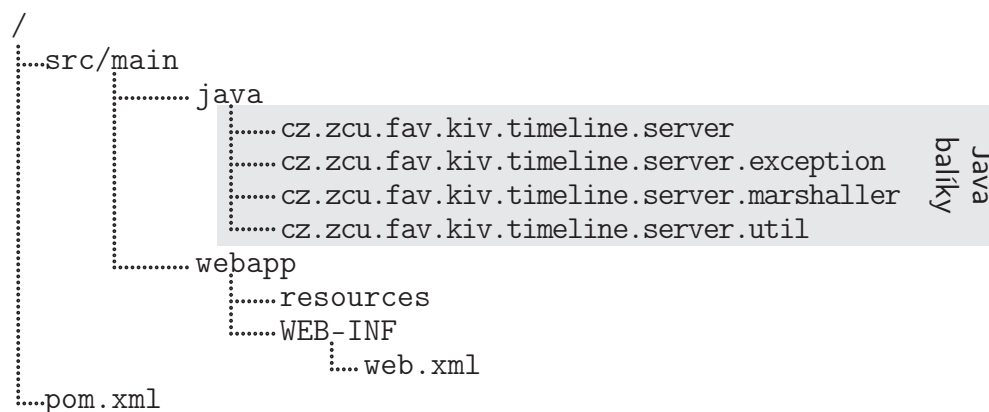 /
src/main
java
cz.zcu.fav.kiv.timeline.server
cz.zcu.fav.kiv.timeline.server.exception
cz.zcu.fav.kiv.timeline.server.marshaller
cz.zcu.fav.kiv.timeline.server.util
Java
balíky
webapp
resources
WEB-INF
web.xml
pom.xml